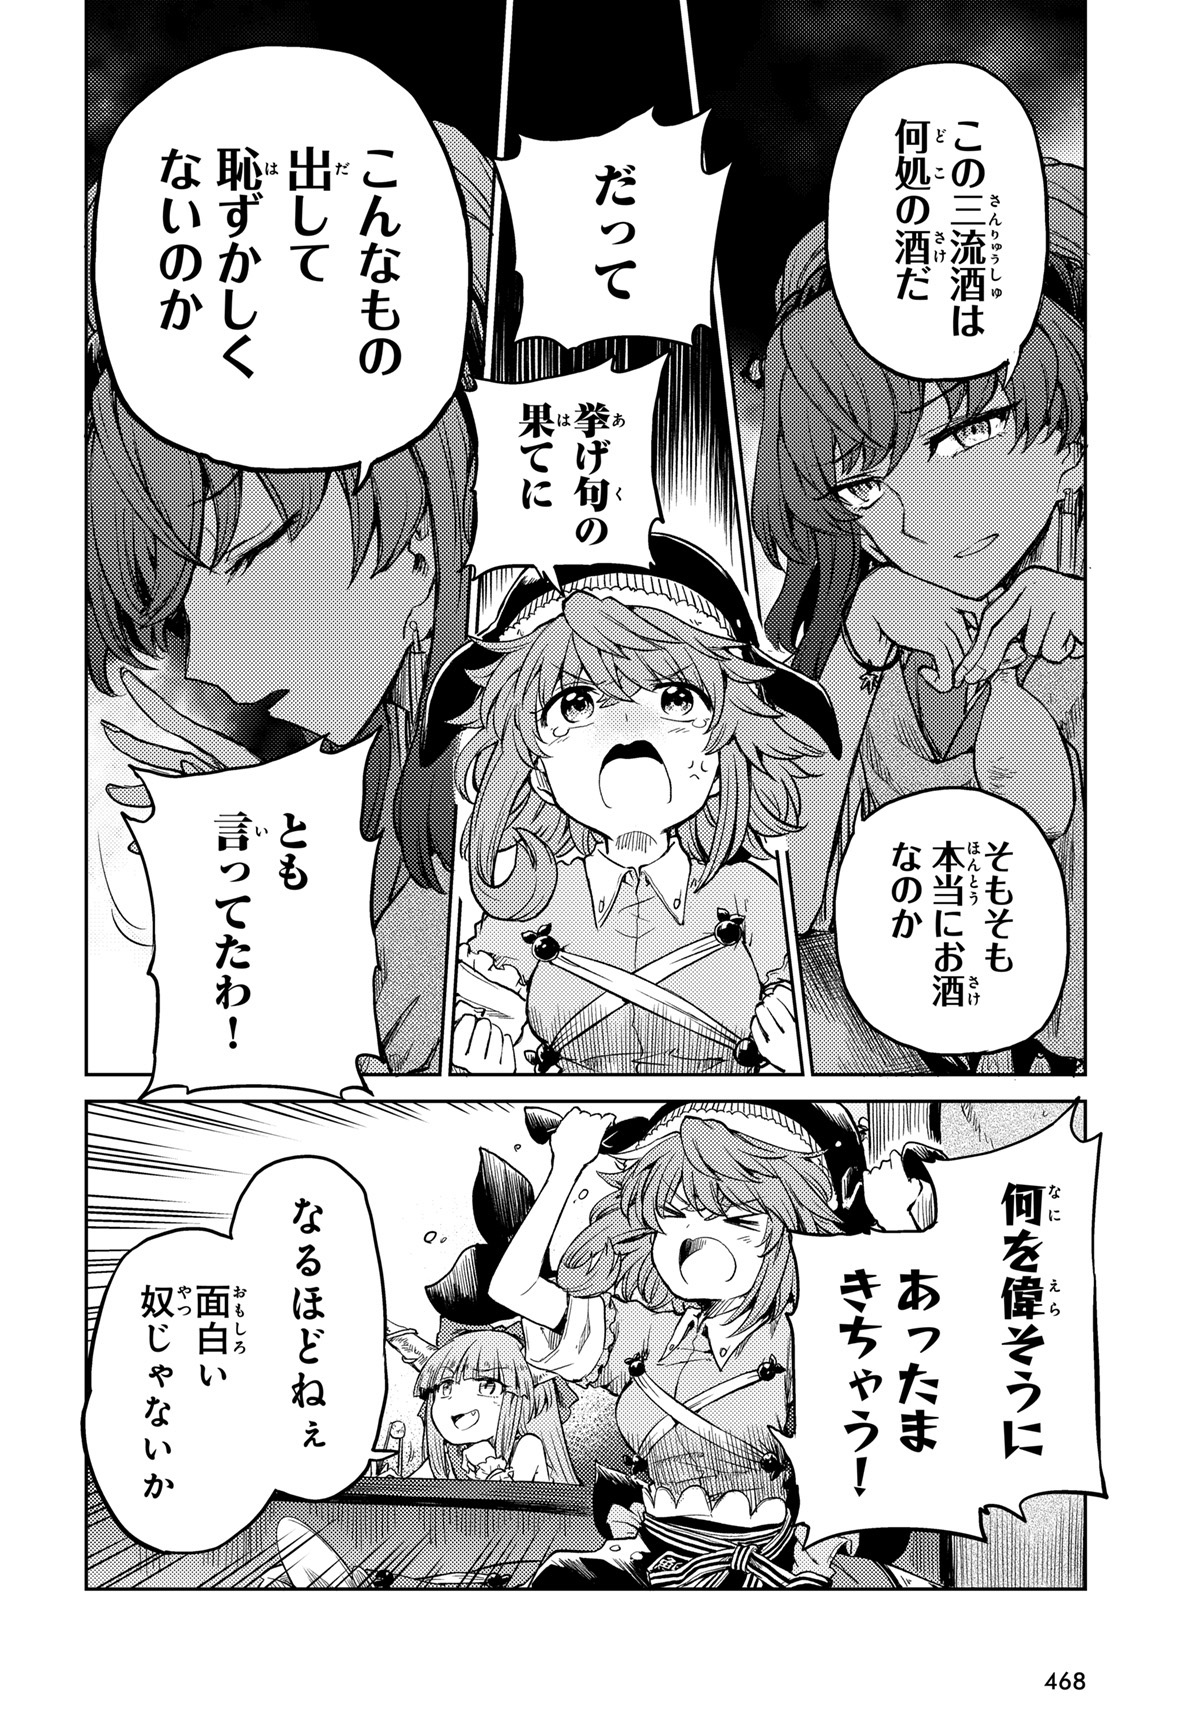 この三流酒は
何処の酒だ
そもそも
本当にお酒
なのか
だって
挙げ句の
果てに
こんなもの
出して
恥ずかしく
ないのか
とも
言ってたわ!
何を偉そうに
あったま
きちゃう!
なるほどねぇ
面白い
奴じゃないか
468